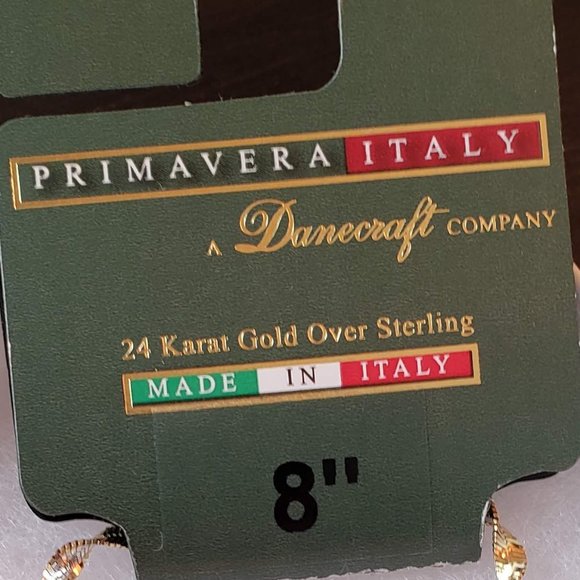 PRIMAVERA ITALY
A Danecraft COMPANY
24 Karat Gold Over Sterling
MADE IN ITALY
8"